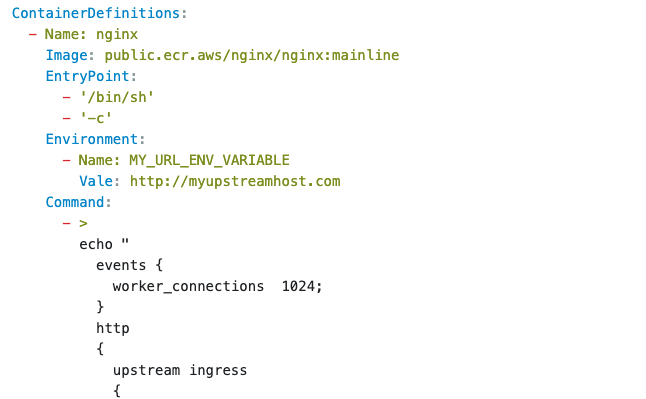 ContainerDefinitions:
- Name: nginx
Image: public.ecr.aws/nginx/nginx:mainline
EntryPoint:
- '/bin/sh'
- '-c'
Environment:
- Name: MY_URL_ENV_VARIABLE
Vale: http://myupstreamhost.com
Command:
- >
echo "
events {
worker_connections  1024;
}
http
{
upstream ingress
{